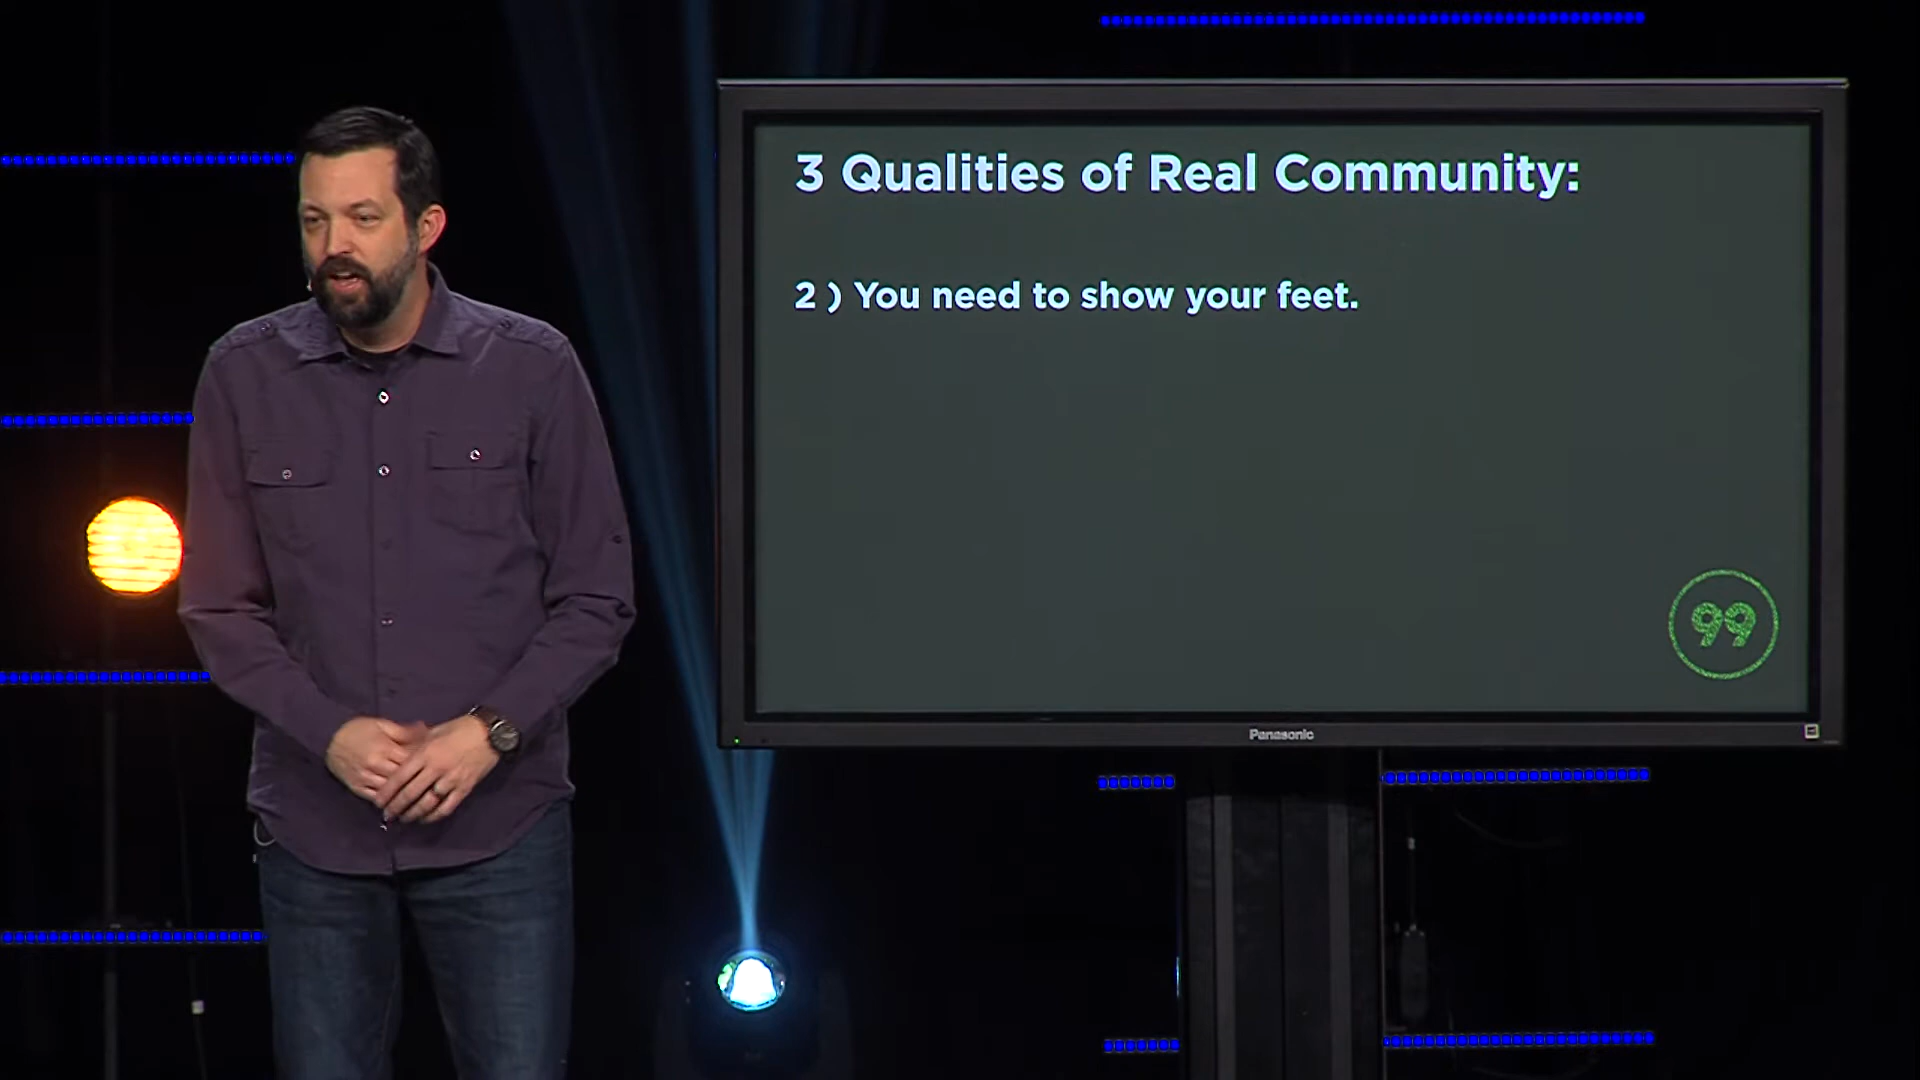 3 Qualities of Real Community:
2 ) You need to show your feet.
99
Panasonic